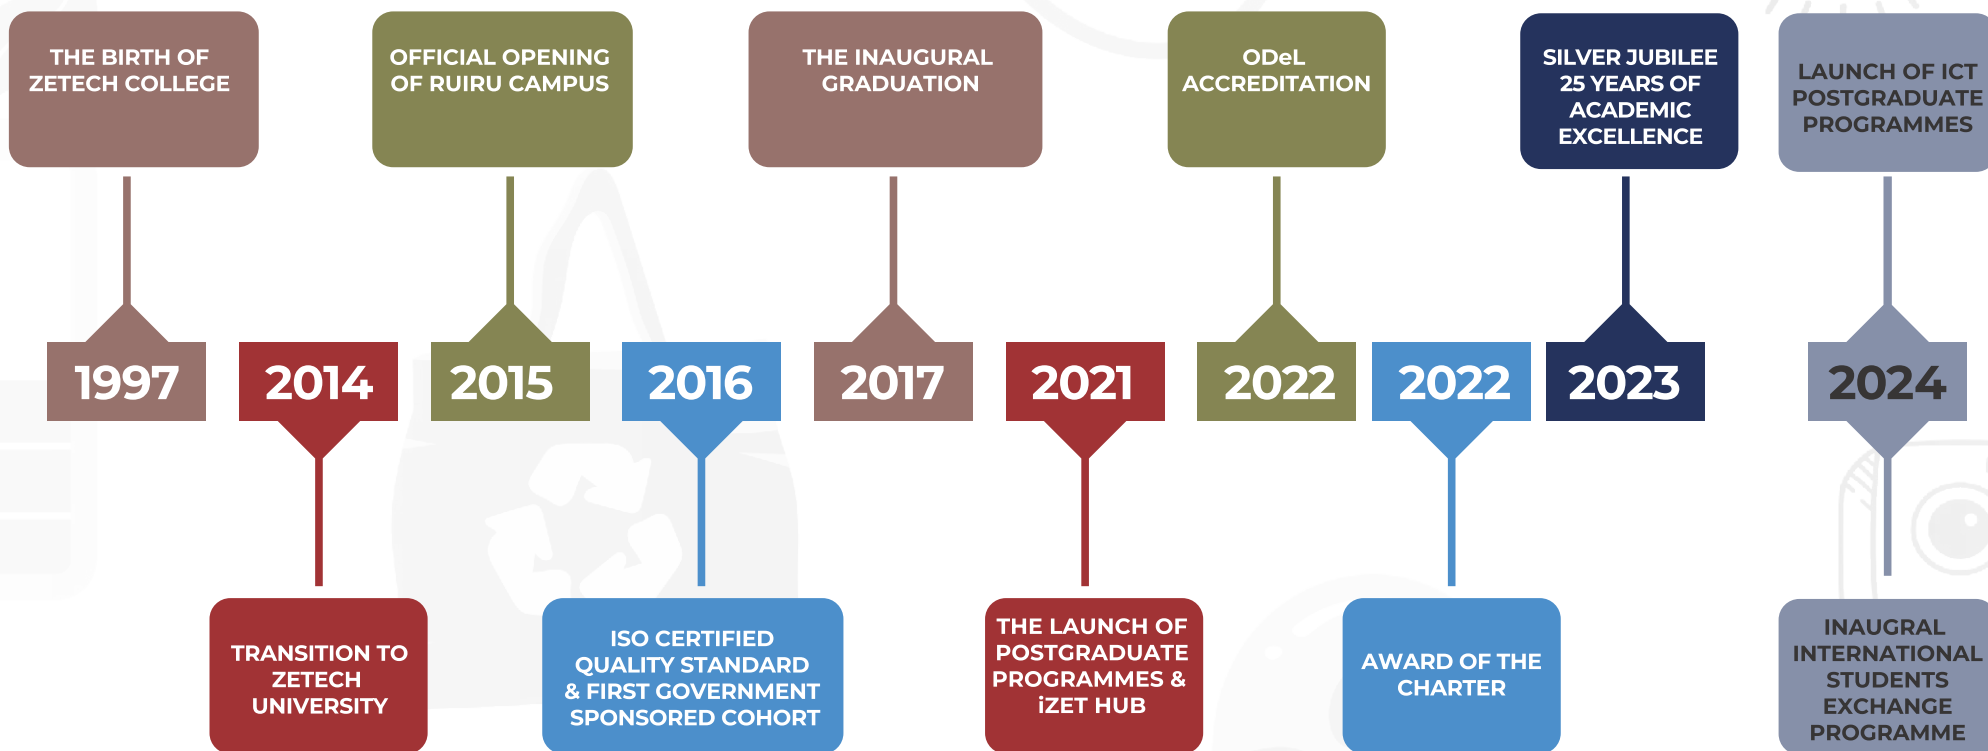 THE BIRTH OF
ZETECH COLLEGE
OFFICIAL OPENING
OF RUIRU CAMPUS
THE INAUGURAL
GRADUATION
ODeL
ACCREDITATION
SILVER JUBILEE
25 YEARS OF
ACADEMIC
EXCELLENCE
LAUNCH OF ICT
POSTGRADUATE
PROGRAMMES
1997
2014
2015
2016
2017
2021
2022
2022
2023
2024
TRANSITION TO
ZETECH
UNIVERSITY
ISO CERTIFIED
QUALITY STANDARD
& FIRST GOVERNMENT
SPONSORED COHORT
THE LAUNCH OF
POSTGRADUATE
PROGRAMMES &
iZET HUB
AWARD OF THE
CHARTER
INAUGRAL
INTERNATIONAL
STUDENTS
EXCHANGE
PROGRAMME